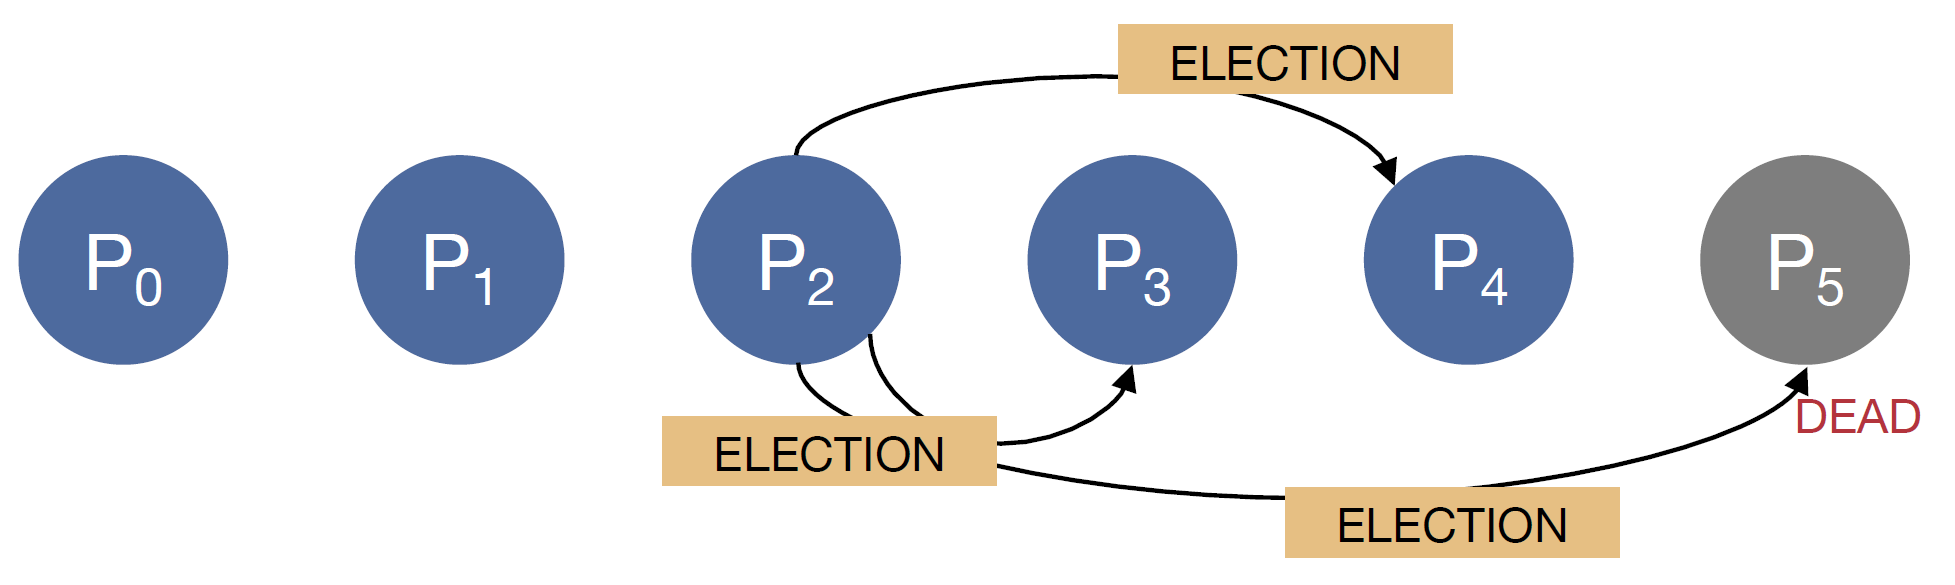 ELECTION
P0 P1 P2 P3 P4 P5
DEAD
ELECTION
ELECTION